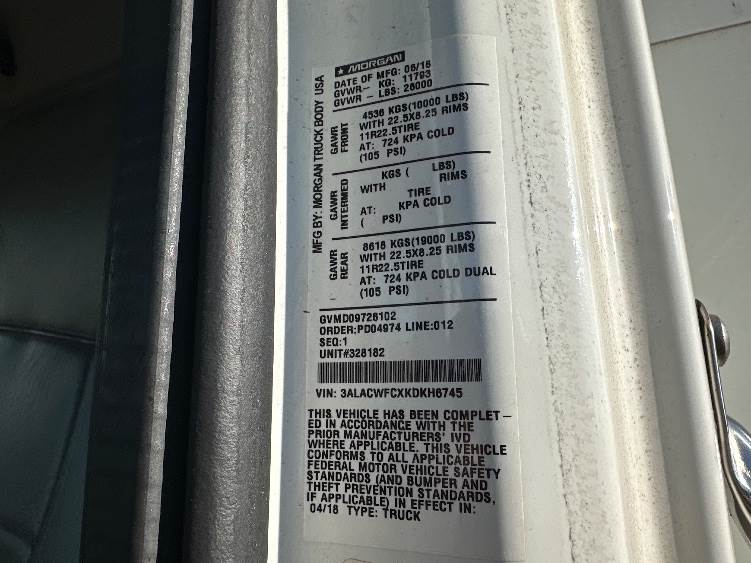 MORGAN
DATE OF MFG: 06/18
GVWR- KG: 11793
GVWR - LBS: 26000
MFG BY: MORGAN TRUCK BODY USA
GAWR FRONT
4536 KGS(10000 LBS)
WITH 22.5X8.25 RIMS
11R22.5TIRE
AT: 724 KPA COLD
(105 PSI)
GAWR INTERMED
KGS ( LBS)
WITH RIMS
TIRE
AT: KPA COLD
( PSI)
GAWR REAR
8618 KGS(19000 LBS)
WITH 22.5X8.25 RIMS
11R22.5TIRE
AT: 724 KPA COLD DUAL
(105 PSI)
GVMD09726102
ORDER:PD04974 LINE:012
SEQ:1
UNIT#328182
VIN: 3ALACWFCXKDKH6745
THIS VEHICLE HAS BEEN COMPLET-
ED IN ACCORDANCE WITH THE
PRIOR MANUFACTURERS' IVD
WHERE APPLICABLE. THIS VEHICLE
CONFORMS TO ALL APPLICABLE
FEDERAL MOTOR VEHICLE SAFETY
STANDARDS (AND BUMPER AND
THEFT PREVENTION STANDARDS,
IF APPLICABLE) IN EFFECT IN:
04/18 TYPE: TRUCK